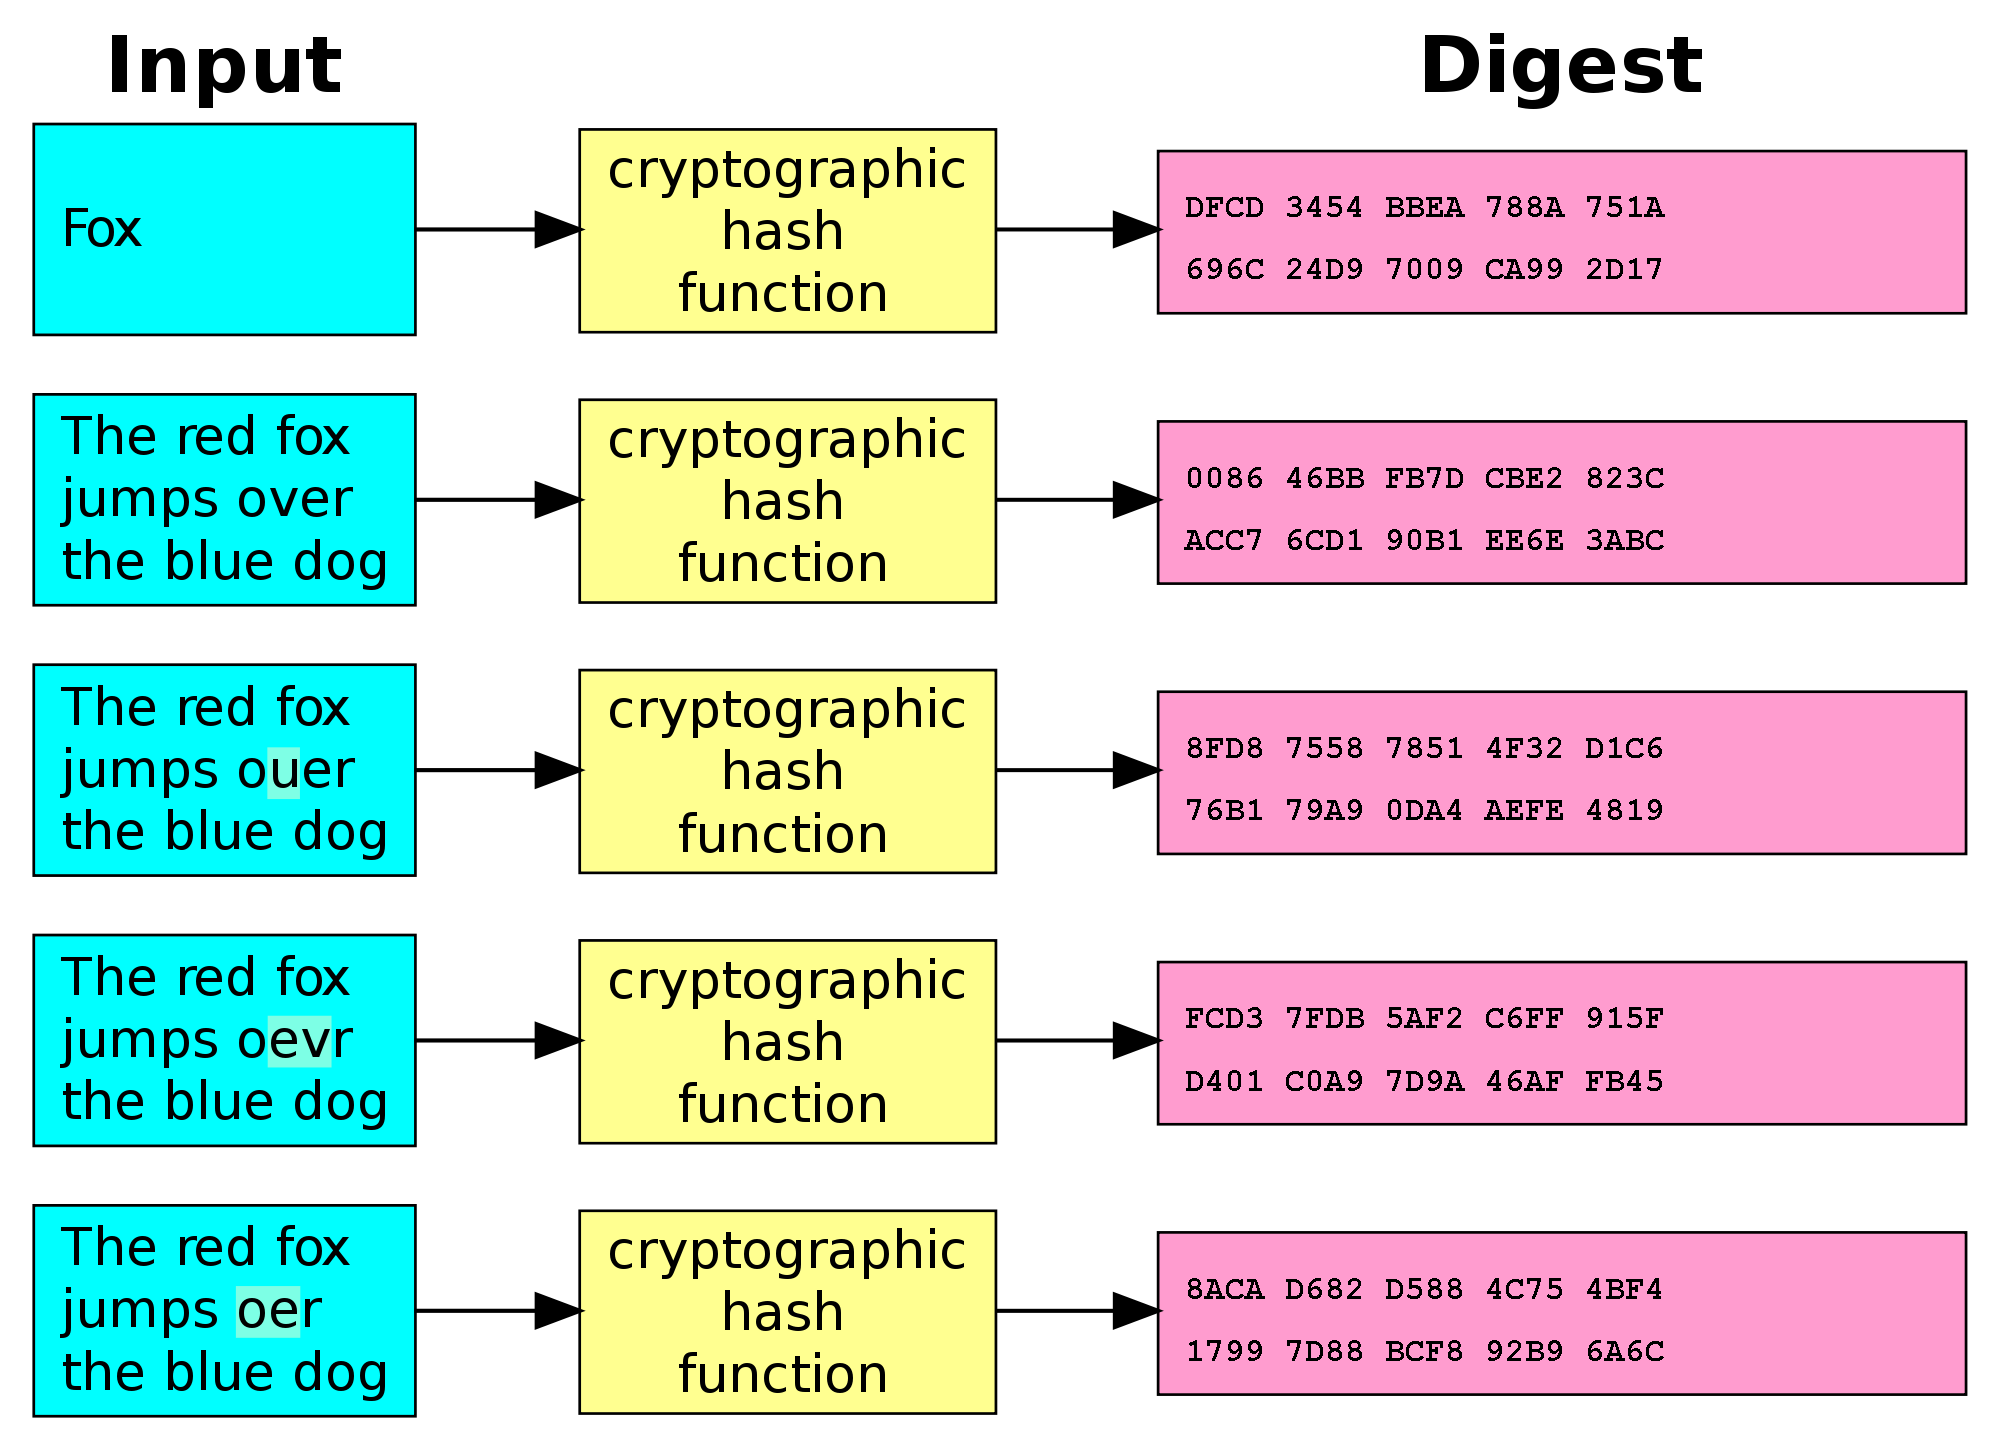 Input
Digest
Fox
cryptographic
hash
function
DFCD 3454 BBEA 788A 751A
696C 24D9 7009 CA99 2D17
The red fox
jumps over
the blue dog
cryptographic
hash
function
0086 46BB FB7D CBE2 823C
ACC7 6CD1 90B1 EE6E 3ABC
The red fox
jumps ouer
the blue dog
cryptographic
hash
function
8FD8 7558 7851 4F32 D1C6
76B1 79A9 0DA4 AEFE 4819
The red fox
jumps oevr
the blue dog
cryptographic
hash
function
FCD3 7FDB 5AF2 C6FF 915F
D401 C0A9 7D9A 46AF FB45
The red fox
jumps oer
the blue dog
cryptographic
hash
function
8ACA D682 D588 4C75 4BF4
1799 7D88 BCF8 92B9 6A6C